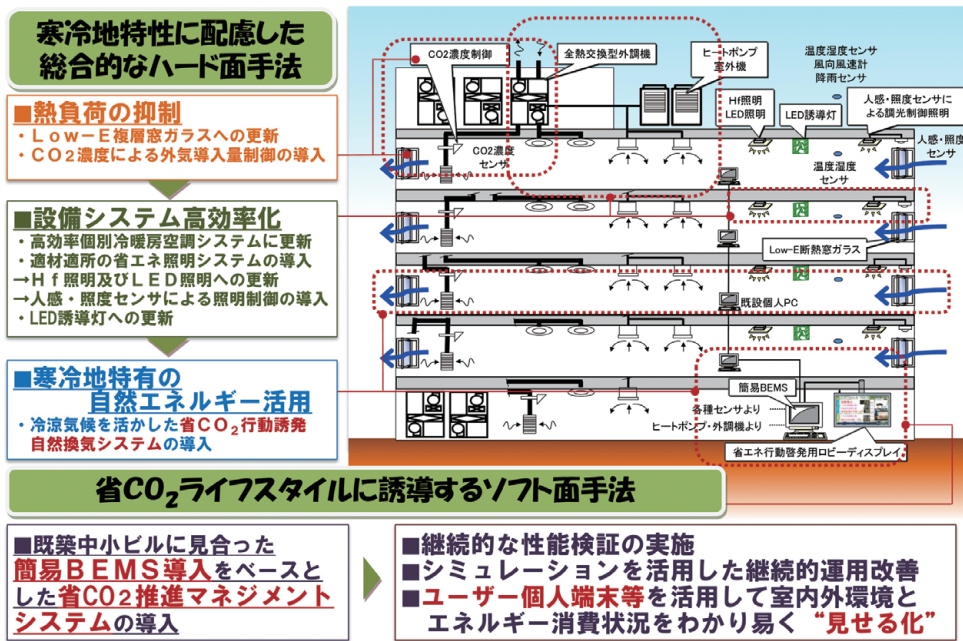 寒冷地特性に配慮した
総合的なハード面手法
■熱負荷の抑制
・Low-E複層窓ガラスへの更新
・CO2濃度による外気導入量制御の導入
■設備システム高効率化
・高効率個別冷暖房空調システムに更新
・適材適所の省エネ照明システムの導入
→Hf照明及びLED照明への更新
→人感・照度センサによる照明制御の導入
・LED誘導灯への更新
■寒冷地特有の
自然エネルギー活用
・冷涼気候を活かした省CO2行動誘発
自然換気システムの導入
CO2濃度制御
全熱交換型外調機
ヒートポンプ
室外機
温度湿度センサ
風向風速計
降雨センサ
Hf照明
LED照明
LED誘導灯
人感・照度センサ
による調光制御照明
CO2濃度
センサ
温度湿度
センサ
人感・照度
センサ
Low-E断熱窓ガラス
既設個人PC
簡易BEMS
各種センサより
ヒートポンプ・外調機より
省エネ行動啓発用ロビーディスプレイ
省CO2ライフスタイルに誘導するソフト面手法
■既築中小ビルに見合った
簡易BEMS導入をベースと
した省CO2推進マネジメント
システムの導入
■継続的な性能検証の実施
■シミュレーションを活用した継続的運用改善
■ユーザー個人端末等を活用して室内外環境と
エネルギー消費状況をわかり易く“見せる化”